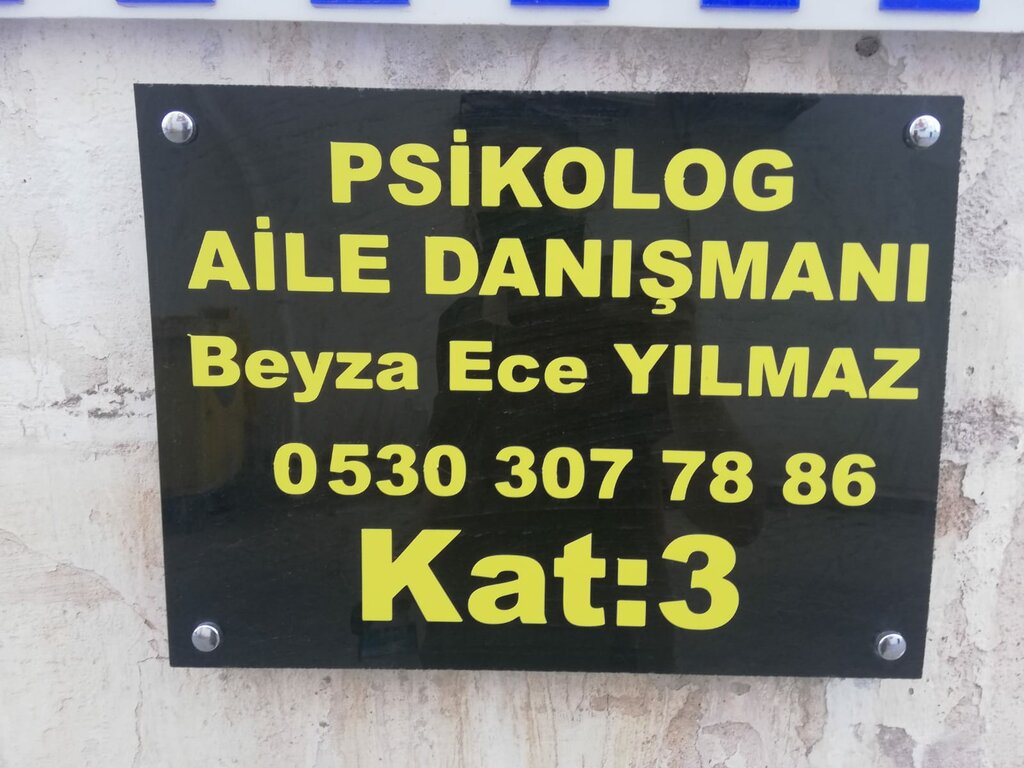 PSİKOLOG
AİLE DANIŞMANI
Beyza Ece YILMAZ
0530 307 78 86
Kat:3